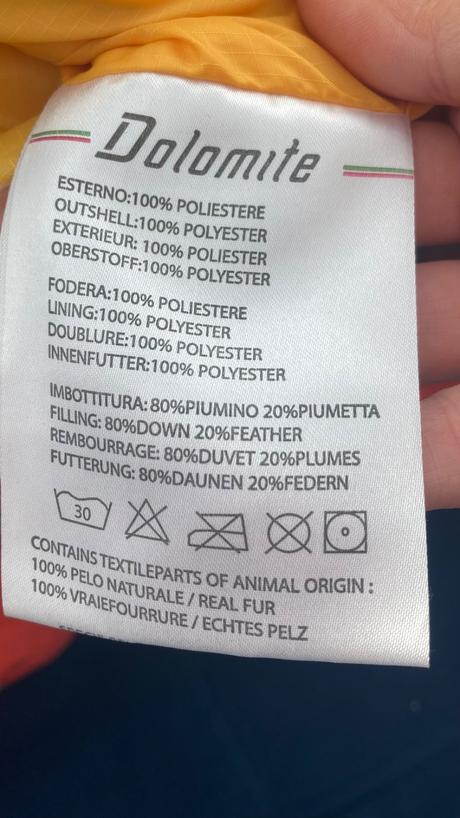 Dolomite
ESTERNO:100% POLIESTERE
OUTSHELL:100% POLYESTER
EXTERIEUR: 100% POLIESTER
OBERSTOFF:100% POLYESTER
FODERA:100% POLIESTERE
LINING:100% POLYESTER
DOUBLURE:100% POLYESTER
INNENFUTTER:100% POLYESTER
IMBOTTITURA:80%PIUMINO 20%PIUMETTA
FILLING: 80%DOWN 20%FEATHER
REMBOURRAGE: 80%DUVET 20%PLUMES
FUTTERUNG: 80%DAUNEN 20%FEDERN
30
CONTAINS TEXTILEPARTS OF ANIMAL ORIGIN :
100% PELO NATURALE / REAL FUR
100% VRAIEFOURRURE / ECHTES PELZ